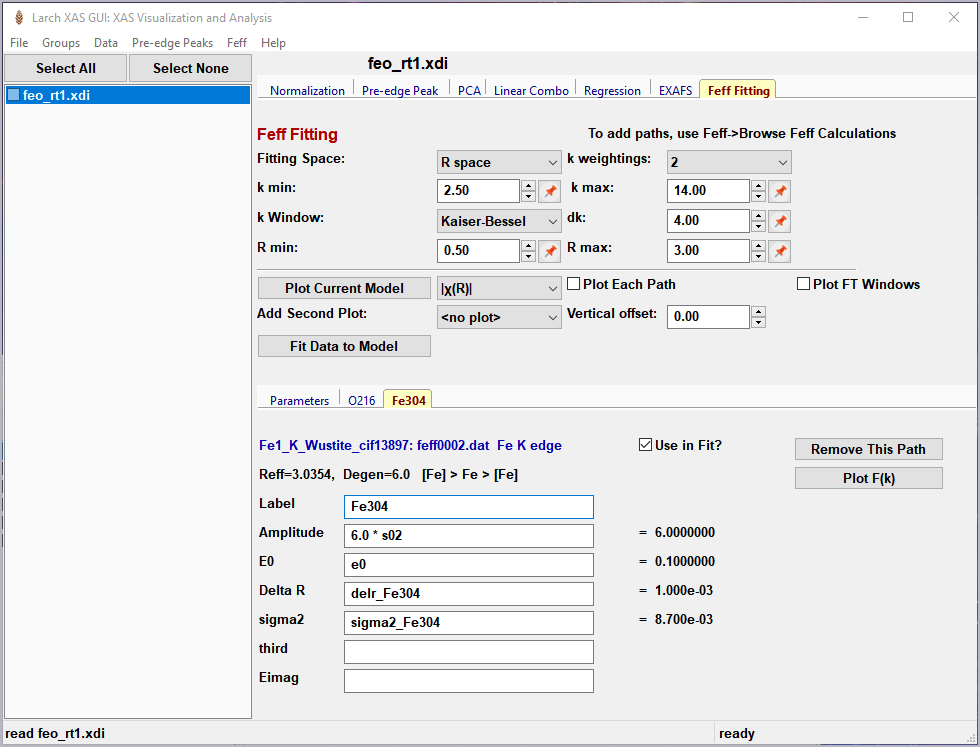 Larch XAS GUI: XAS Visualization and Analysis
File Groups Data Pre-edge Peaks Feff Help
Select All Select None
feo_rt1.xdi
feo_rt1.xdi
Normalization Pre-edge Peak PCA Linear Combo Regression EXAFS Feff Fitting
Feff Fitting To add paths, use Feff->Browse Feff Calculations
Fitting Space: R space k weightings: 2
k min: 2.50 k max: 14.00
k Window: Kaiser-Bessel dk: 4.00
R min: 0.50 R max: 3.00
Plot Current Model |χ(R)| Plot Each Path Plot FT Windows
Add Second Plot: <no plot> Vertical offset: 0.00
Fit Data to Model
Parameters O216 Fe304
Fe1_K_Wustite_cif13897: feff0002.dat Fe K edge Use in Fit? Remove This Path
Reff=3.0354, Degen=6.0 [Fe] > Fe > [Fe] Plot F(k)
Label Fe304
Amplitude 6.0 * s02 = 6.0000000
E0 e0 = 0.1000000
Delta R delr_Fe304 = 1.000e-03
sigma2 sigma2_Fe304 = 8.700e-03
third
Eimag
read feo_rt1.xdi ready